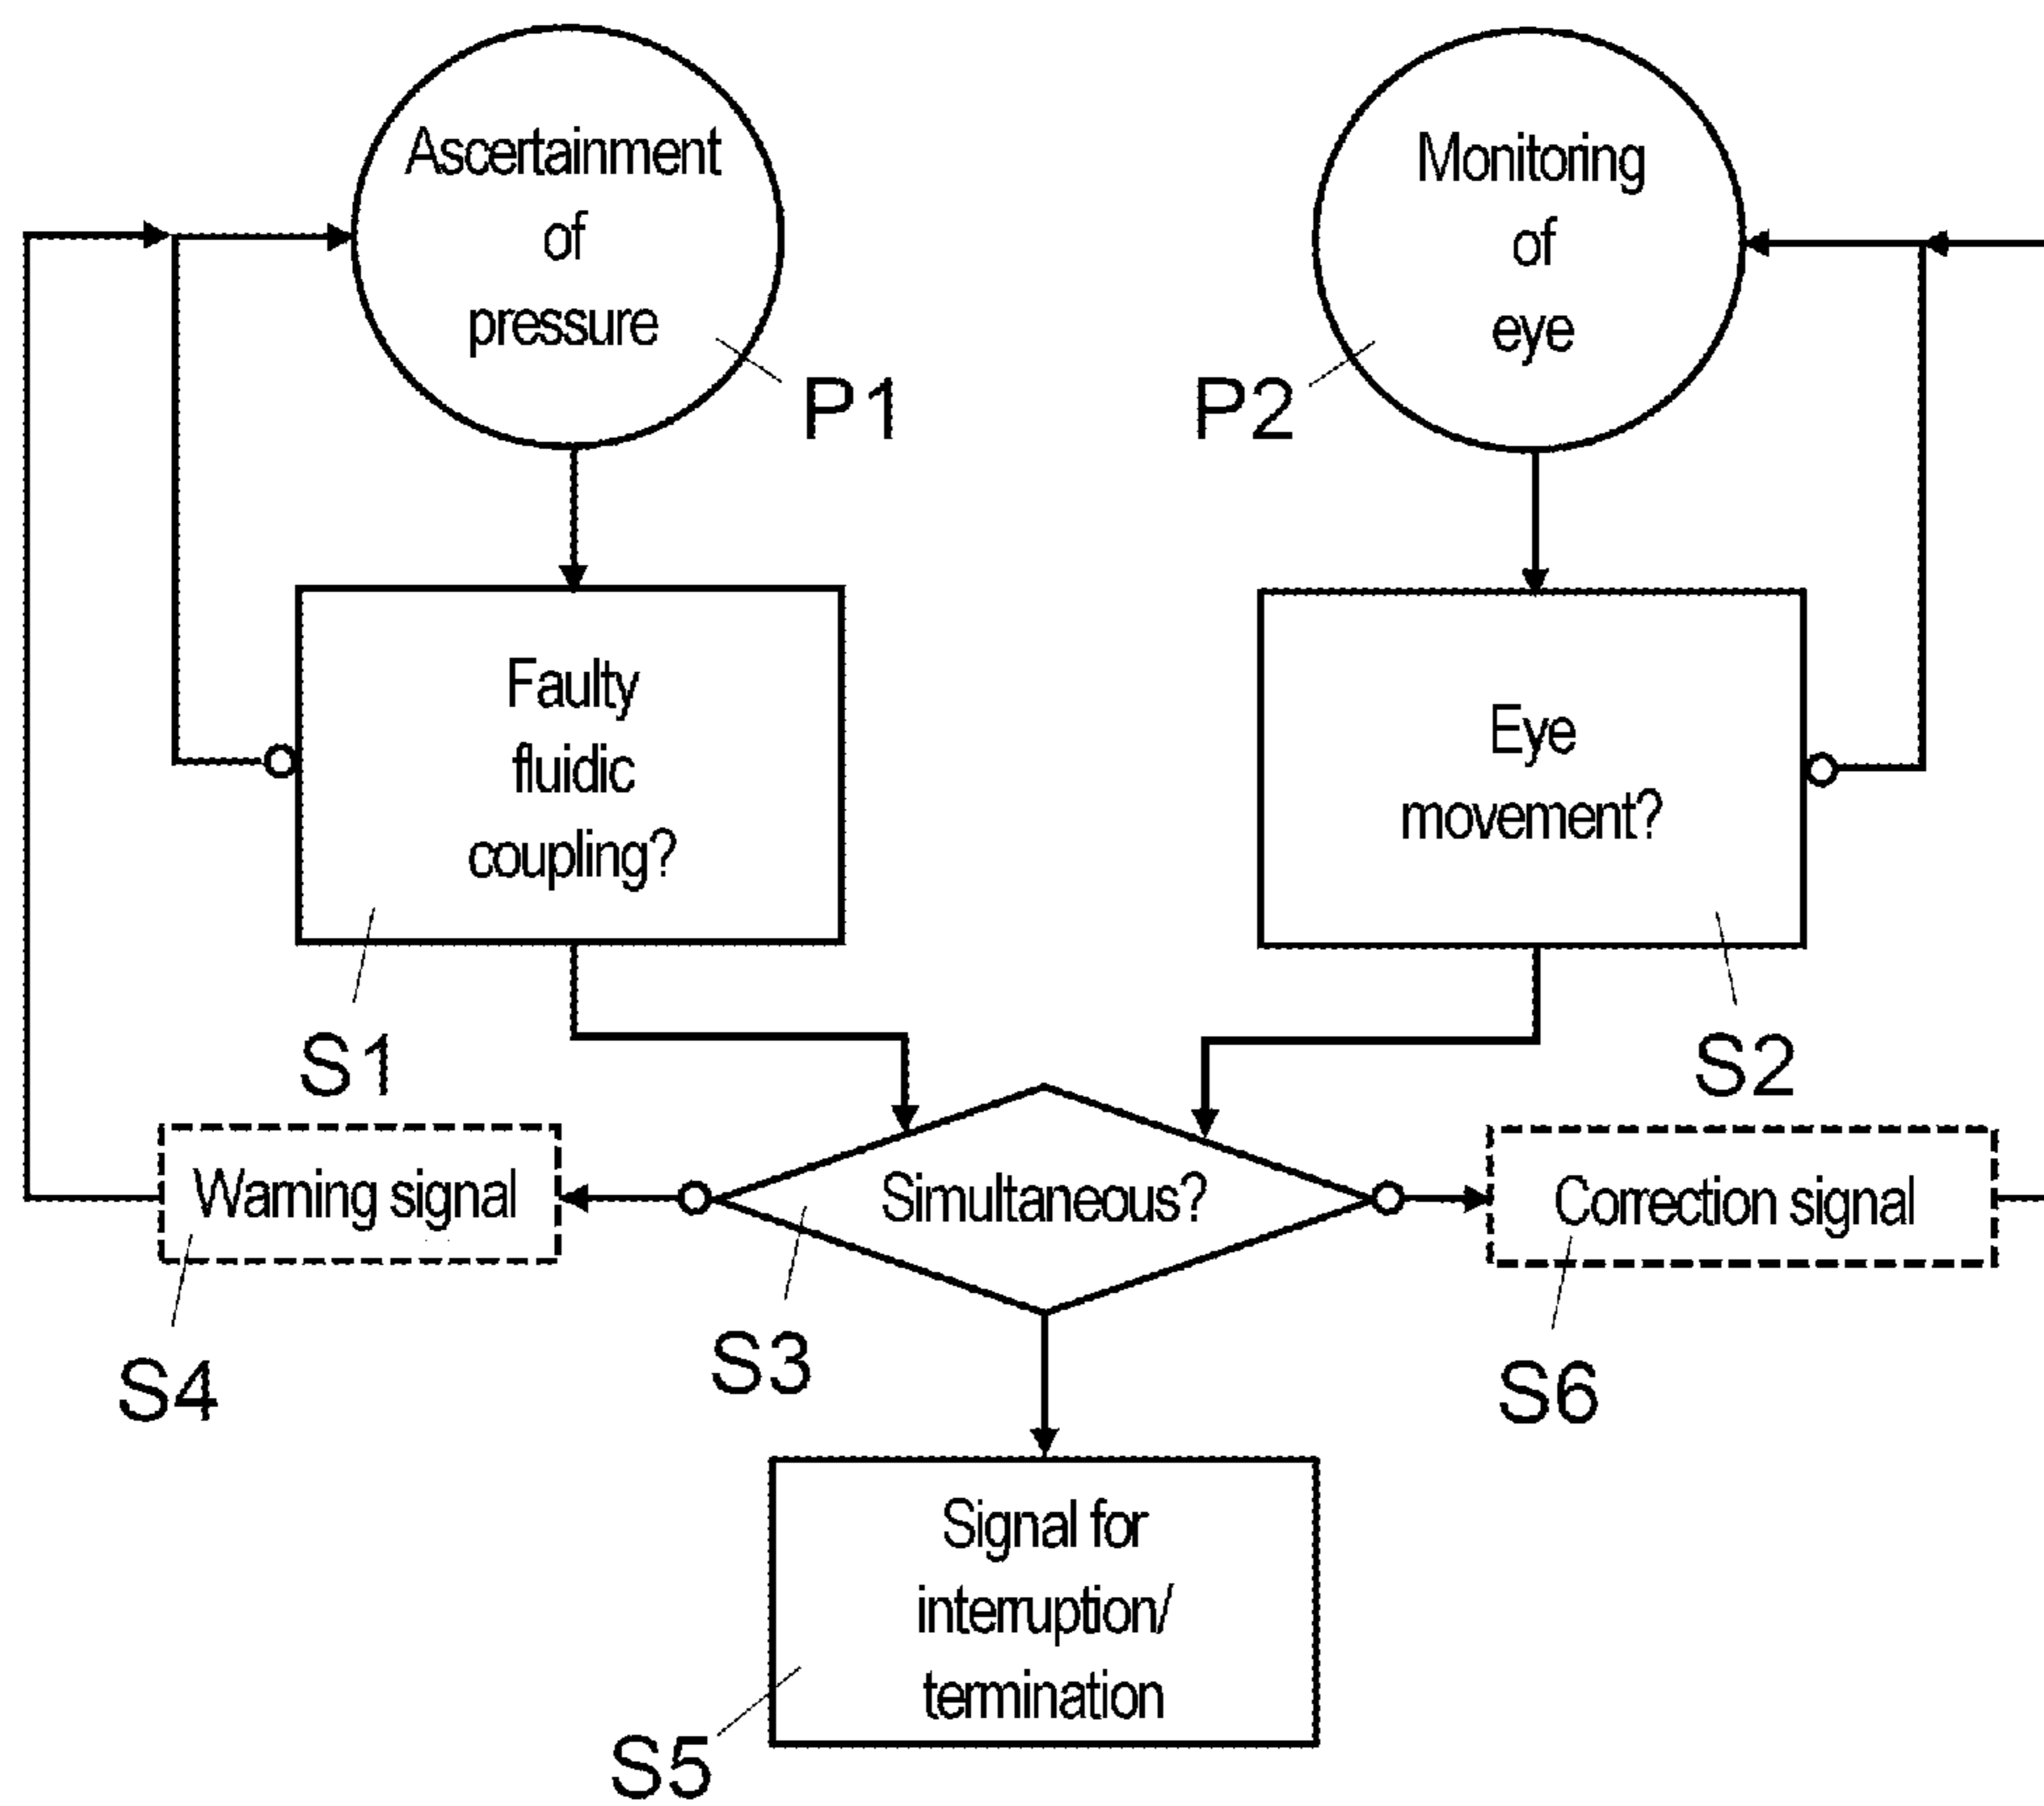 Ascertainment
of
pressure
P1
Monitoring
of
eye
P2
Faulty
fluidic
coupling?
S1
Eye
movement?
S2
Warning signal
S4
Simultaneous?
S3
Correction signal
S6
Signal for
interruption/
termination
S5